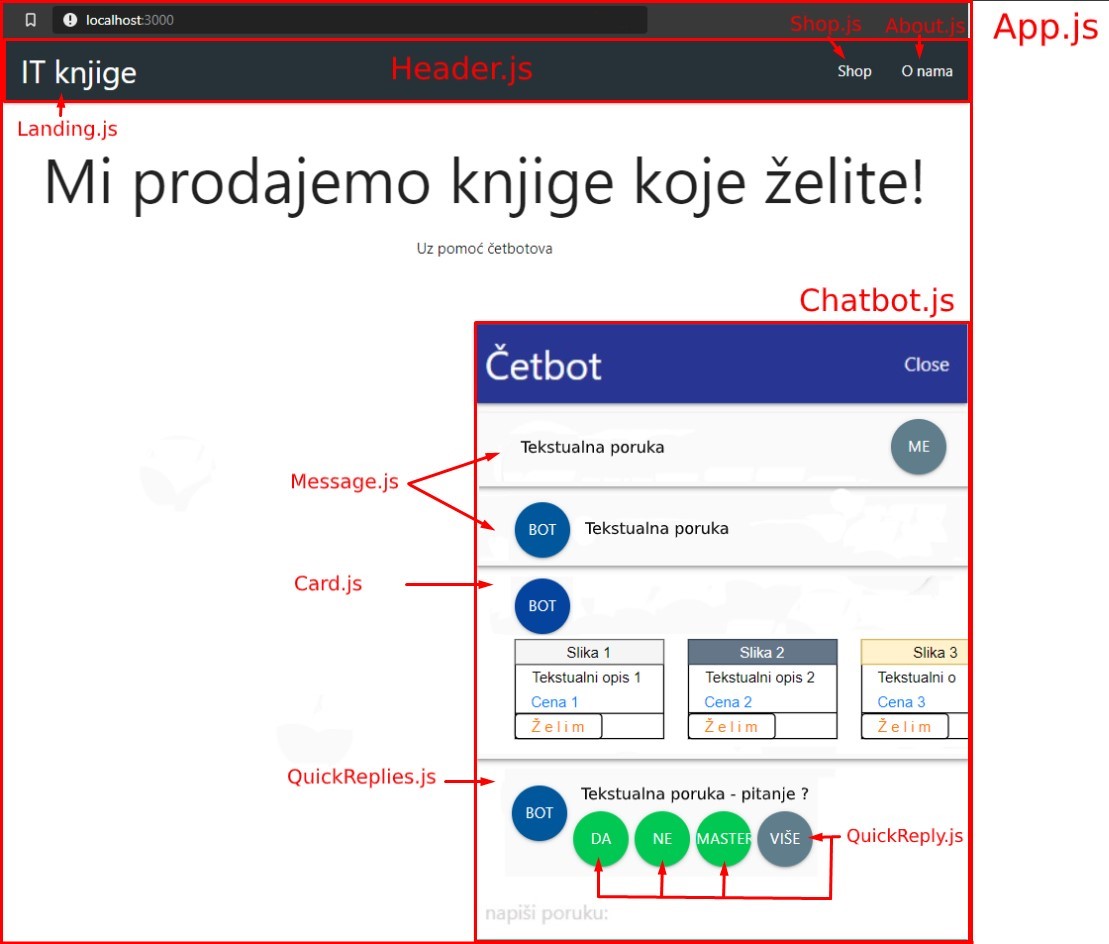 localhost:3000
Shop.js
About.js
App.js
IT knjige
Header.js
Shop
O nama
Landing.js
Mi prodajemo knjige koje želite!
Uz pomoć četbotova
Chatbot.js
Četbot
Close
Tekstualna poruka
ME
Message.js
BOT
Tekstualna poruka
Card.js
BOT
Slika 1
Slika 2
Slika 3
Tekstualni opis 1
Tekstualni opis 2
Tekstualni o
Cena 1
Cena 2
Cena 3
Želim
Želim
Želim
QuickReplies.js
Tekstualna poruka - pitanje ?
BOT
DA
NE
MASTER
VIŠE
QuickReply.js
napiši poruku: